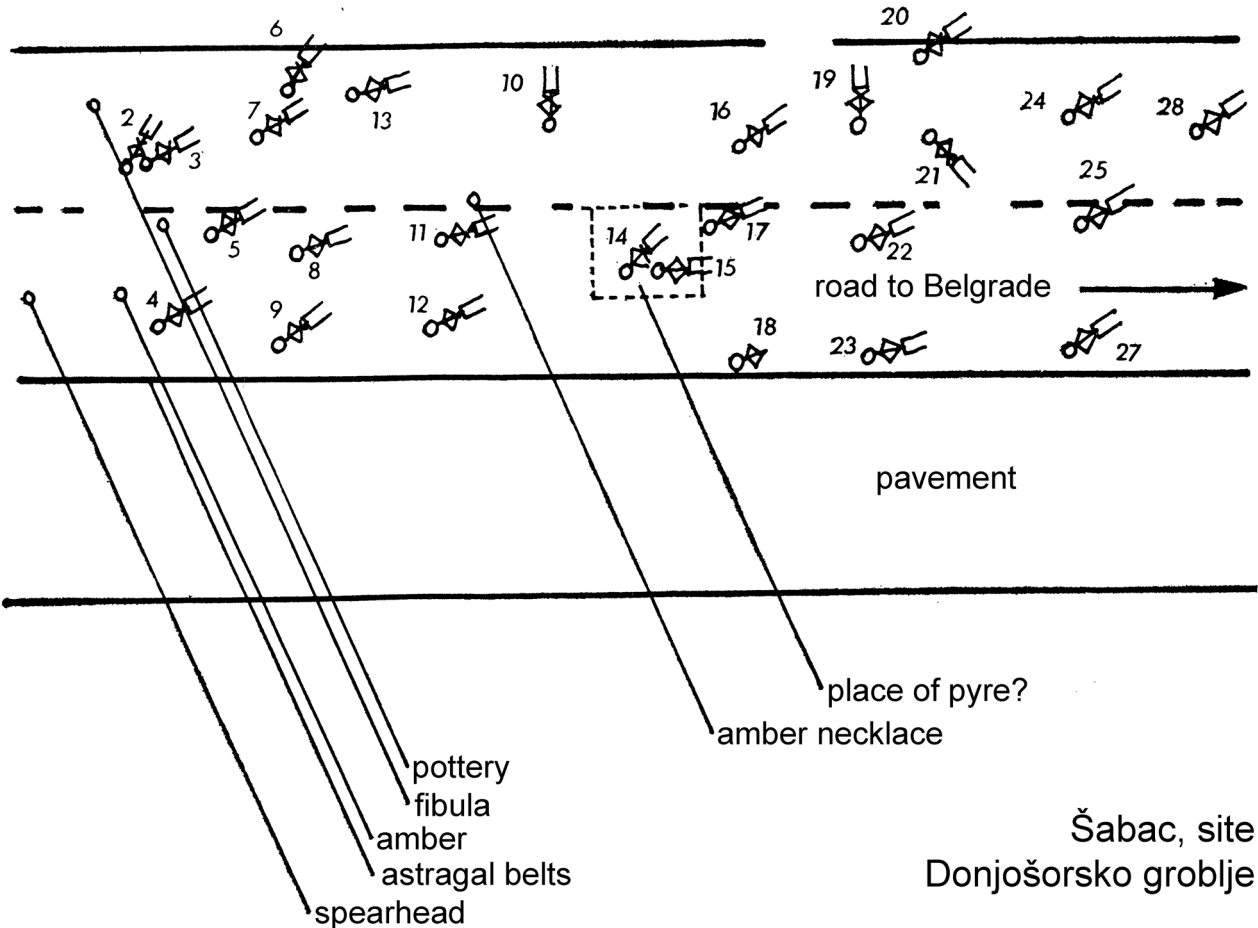 6
20
10
19
7
13
16
24
28
2
3
21
25
5
11
14
17
8
15
22
road to Belgrade
4
9
12
18
23
27
pavement
place of pyre?
amber necklace
pottery
fibula
amber
astragal belts
spearhead
Šabac, site
Donjošorsko groblje